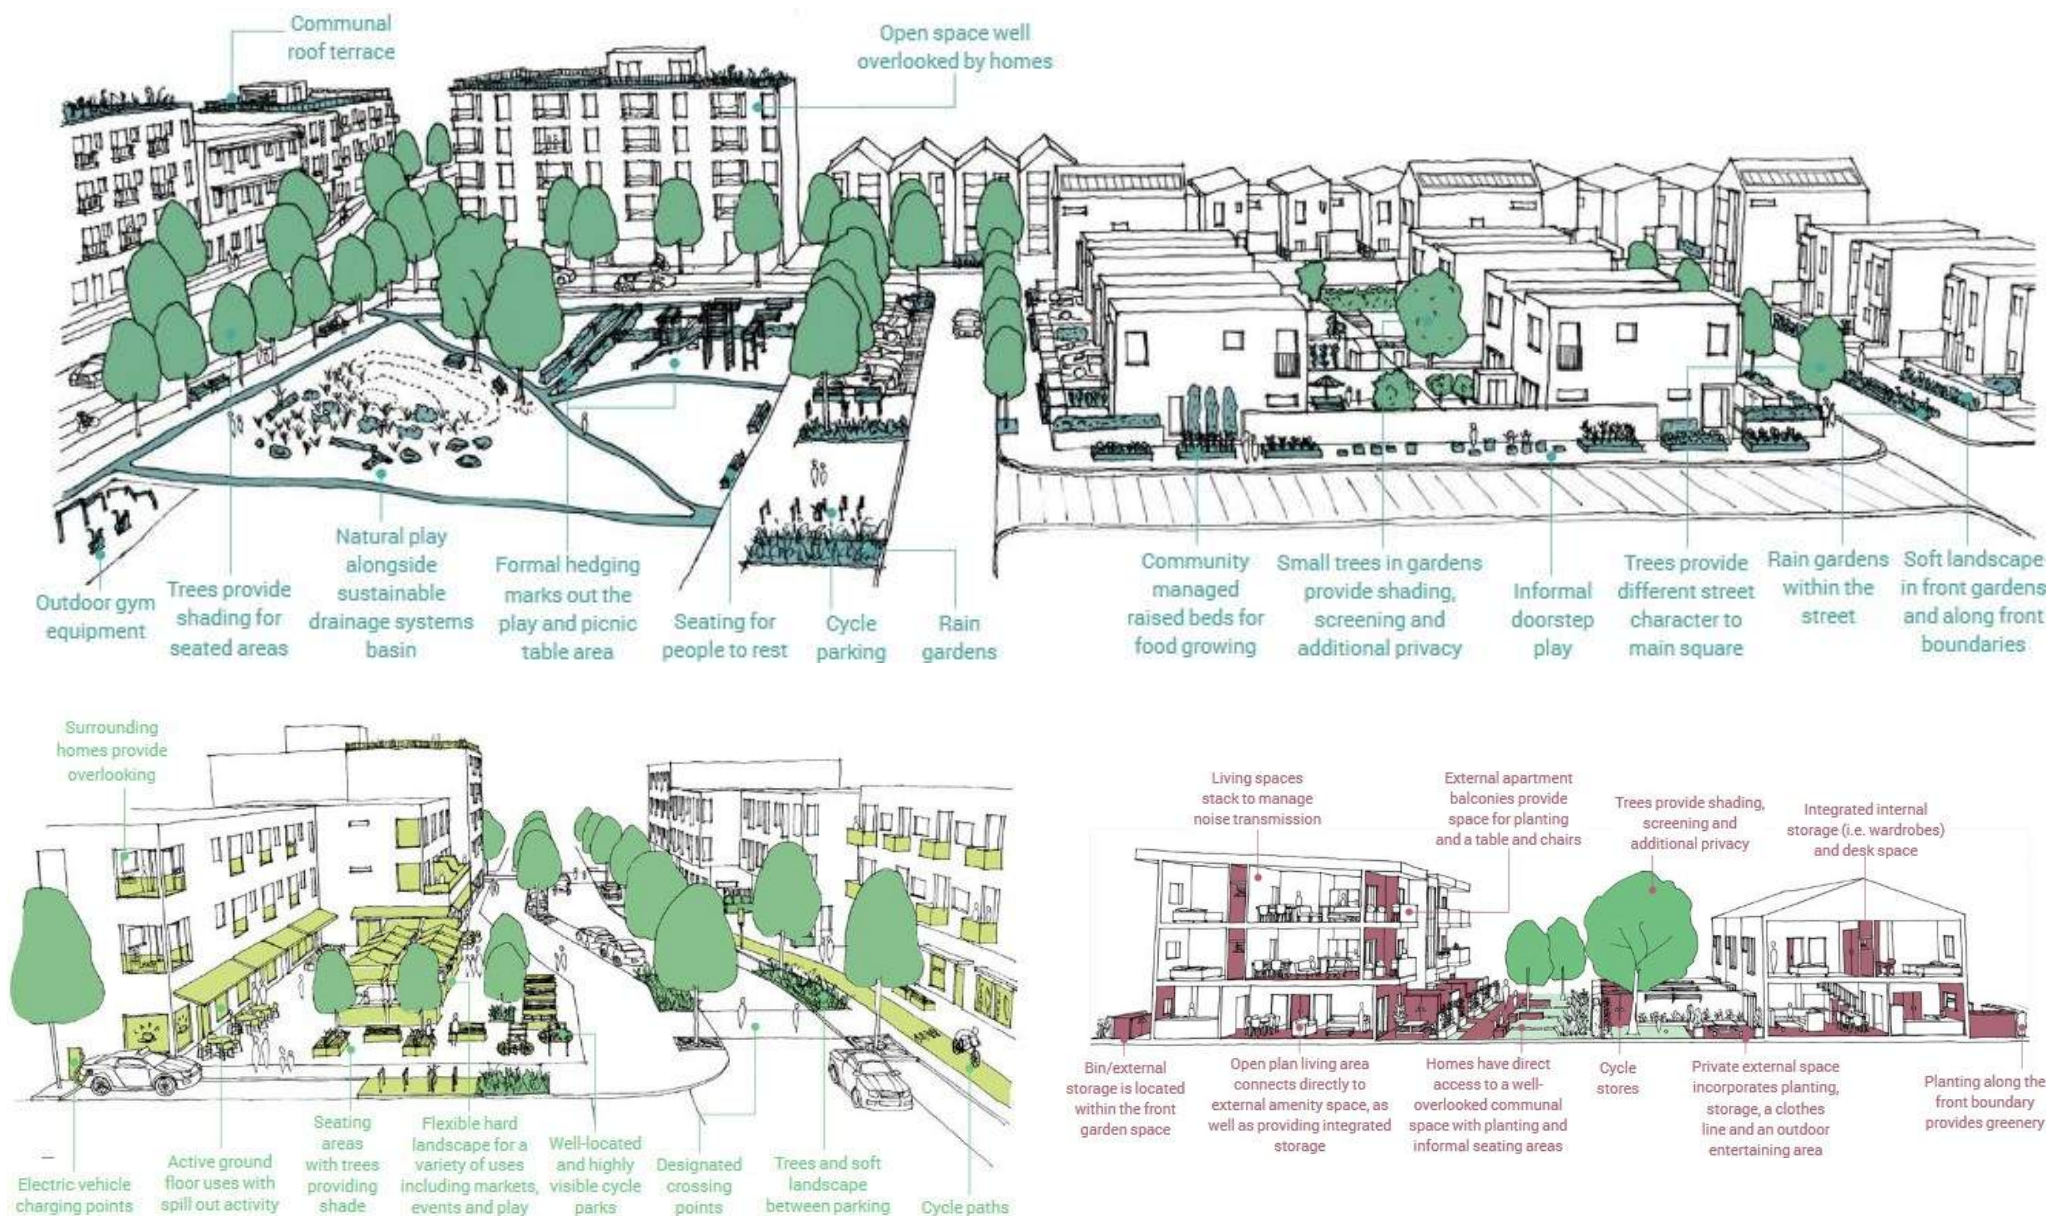 Communal
roof terrace
Open space well
overlooked by homes
Outdoor gym
equipment
Trees provide
shading for
seated areas
Natural play
alongside
sustainable
drainage systems
basin
Formal hedging
marks out the
play and picnic
table area
Seating for
people to rest
Cycle
parking
Rain
gardens
Community
managed
raised beds for
food growing
Small trees in gardens
provide shading,
screening and
additional privacy
Informal
doorstep
play
Trees provide
different street
character to
main square
Rain gardens
within the
street
Soft landscape
in front gardens
and along front
boundaries
Surrounding
homes provide
overlooking
Electric vehicle
charging points
Active ground
floor uses with
spill out activity
Seating
areas
with trees
providing
shade
Flexible hard
landscape for a
variety of uses
including markets,
events and play
Well-located
and highly
visible cycle
parks
Designated
crossing
points
Trees and soft
landscape
between parking
Cycle paths
Living spaces
stack to manage
noise transmission
External apartment
balconies provide
space for planting
and a table and chairs
Trees provide shading,
screening and
additional privacy
Integrated internal
storage (i.e. wardrobes)
and desk space
Bin/external
storage is located
within the front
garden space
Open plan living area
connects directly to
external amenity space, as
well as providing integrated
storage
Homes have direct
access to a well-
overlooked communal
space with planting and
informal seating areas
Cycle
stores
Private external space
incorporates planting,
storage, a clothes
line and an outdoor
entertaining area
Planting along the
front boundary
provides greenery